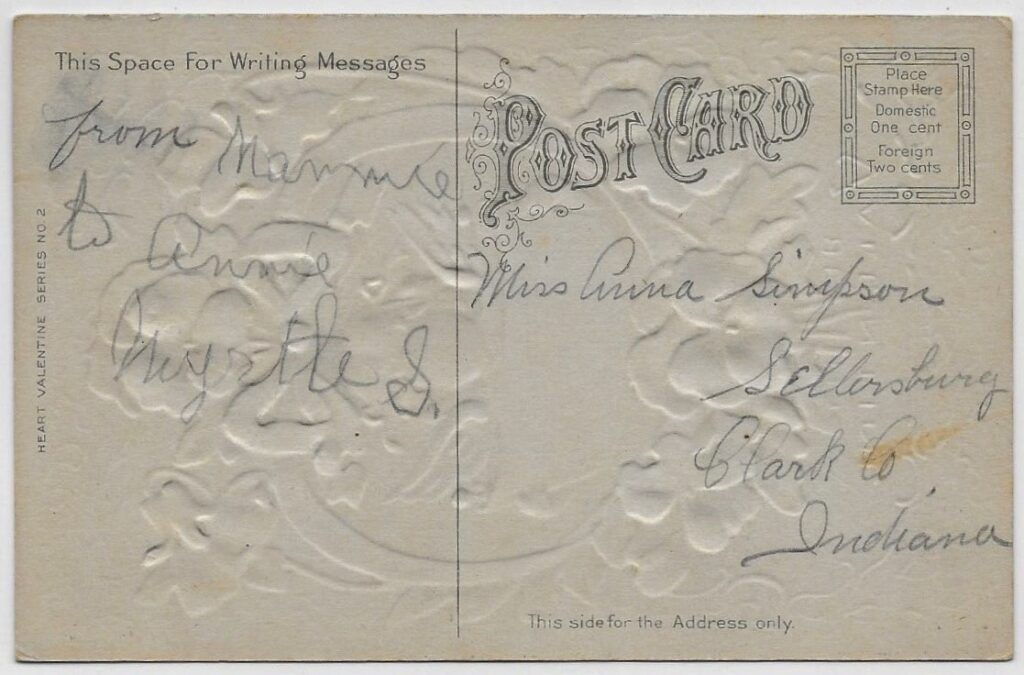 This Space For Writing Messages
from Mammie
to
Annie
Myrtle S.
HEART VALENTINE SERIES NO. 2
POST CARD
Place
Stamp Here
Domestic
One cent
Foreign
Two cents
Miss Anna Simpson
Sellersburg
Clark Co
Indiana
This side for the Address only.